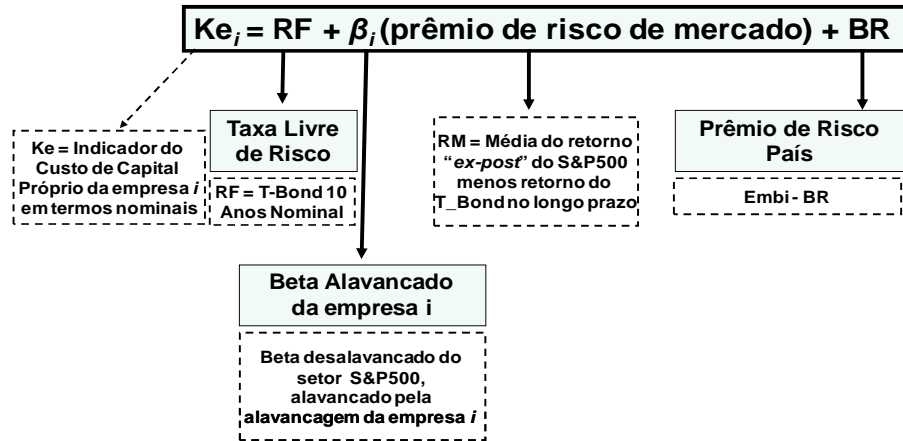 Keᵢ = RF + βᵢ (prêmio de risco de mercado) + BR
Ke = Indicador do
Custo de Capital
Próprio da empresa i
em termos nominais
Taxa Livre
de Risco
RF = T-Bond 10
Anos Nominal
RM = Média do retorno
“ex-post” do S&P500
menos retorno do
T_Bond no longo prazo
Prêmio de Risco
País
Embi - BR
Beta Alavancado
da empresa i
Beta desalavancado do
setor S&P500,
alavancado pela
alavancagem da empresa i